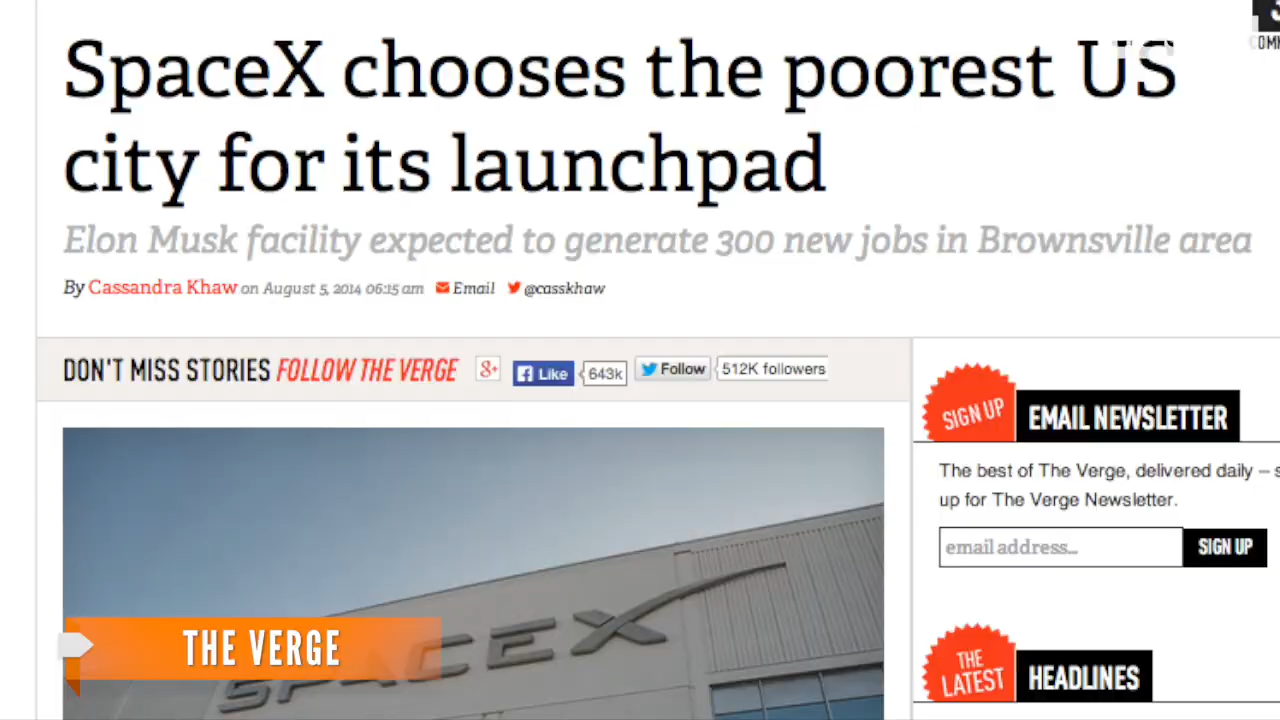 SpaceX chooses the poorest US
city for its launchpad
Elon Musk facility expected to generate 300 new jobs in Brownsville area
By Cassandra Khaw on August 5, 2014 06:15 am Email @casskhaw
DON'T MISS STORIES FOLLOW THE VERGE 8+ Like 643k Follow 512K followers
SIGN UP EMAIL NEWSLETTER
The best of The Verge, delivered daily – s
up for The Verge Newsletter.
email address... SIGN UP
THE LATEST HEADLINES
SPACEX
THE VERGE